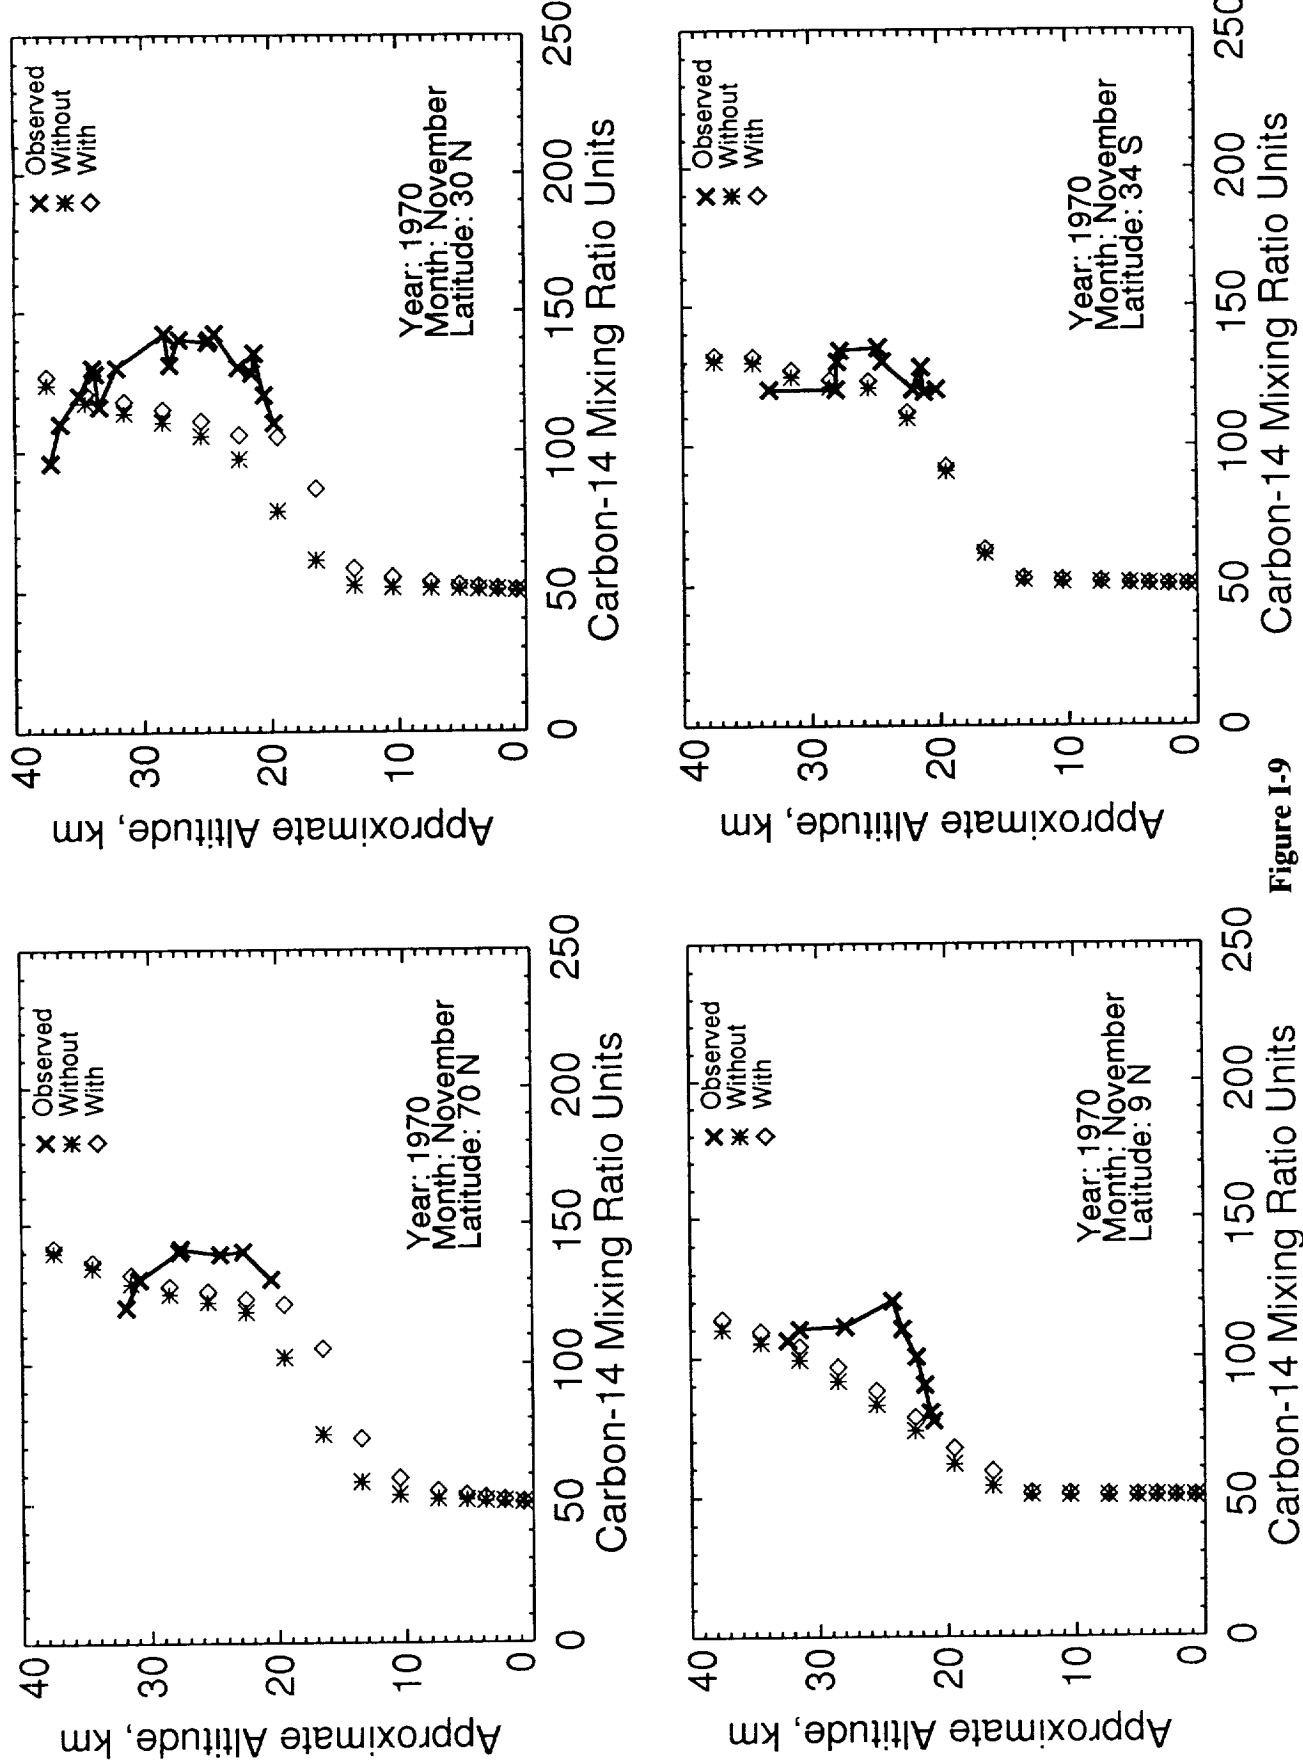 Approximate Altitude, km
40
30
20
10
0
Observed
Without
With
Year: 1970
Month: November
Latitude: 70 N
0 50 100 150 200 250
Carbon-14 Mixing Ratio Units
Approximate Altitude, km
40
30
20
10
0
Observed
Without
With
Year: 1970
Month: November
Latitude: 30 N
0 50 100 150 200 250
Carbon-14 Mixing Ratio Units
Approximate Altitude, km
40
30
20
10
0
Observed
Without
With
Year: 1970
Month: November
Latitude: 9 N
0 50 100 150 200 250
Carbon-14 Mixing Ratio Units
Approximate Altitude, km
40
30
20
10
0
Observed
Without
With
Year: 1970
Month: November
Latitude: 34 S
0 50 100 150 200 250
Carbon-14 Mixing Ratio Units
Figure I-9